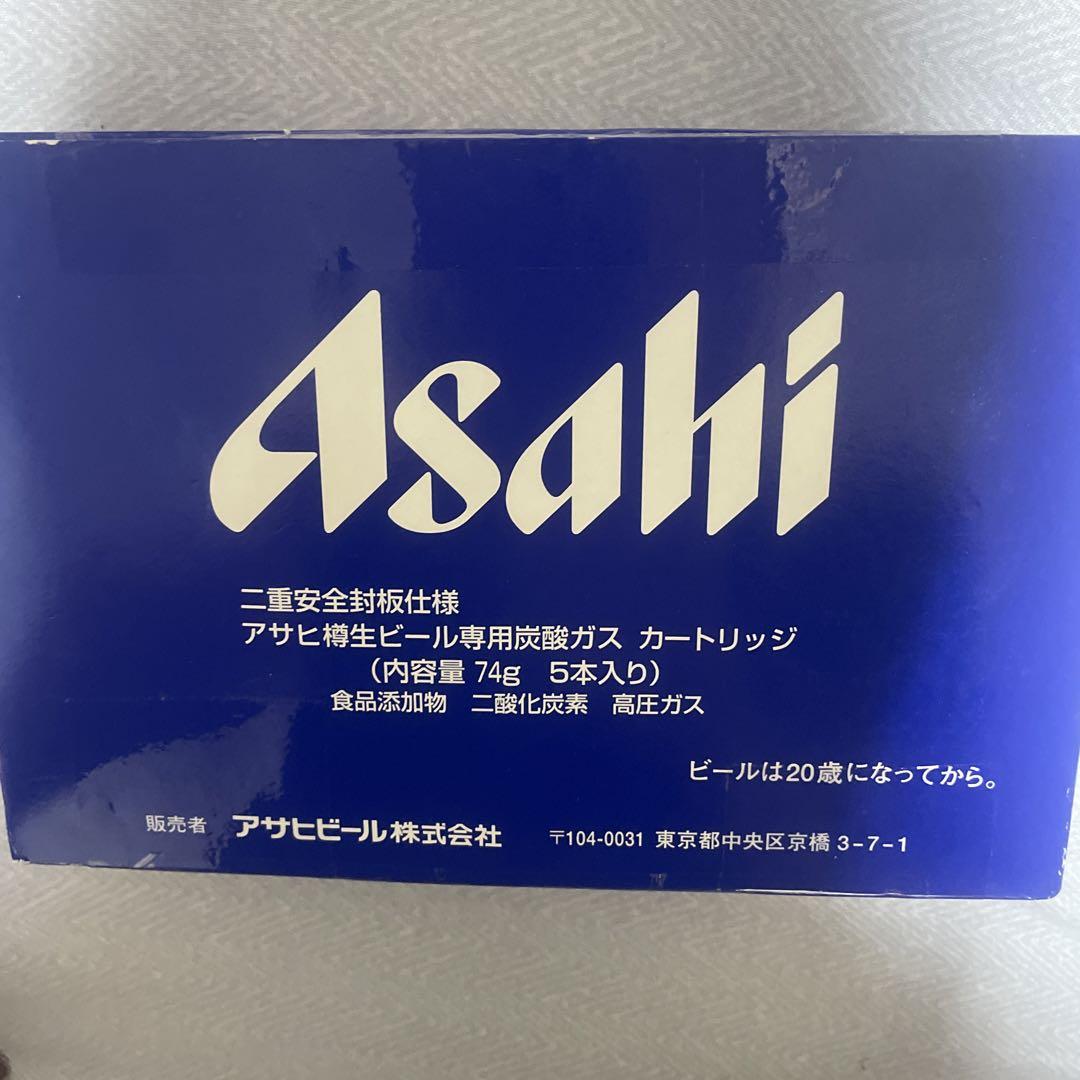 Asahi
二重安全封板仕様
アサヒ樽生ビール専用炭酸ガス カートリッジ
（内容量 74g 5本入り）
食品添加物 二酸化炭素 高圧ガス
ビールは20歳になってから。
販売者 アサヒビール株式会社 〒104-0031 東京都中央区京橋 3-7-1